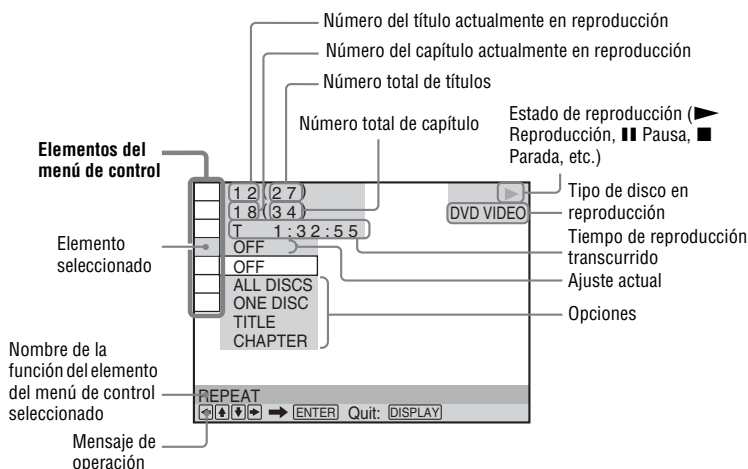 Número del título actualmente en reproducción
Número del capítulo actualmente en reproducción
Número total de títulos
Número total de capítulo
Estado de reproducción (►
Reproducción, ▮▮ Pausa, ■
Parada, etc.)
Elementos del
menú de control
Tipo de disco en
reproducción
Tiempo de reproducción
transcurrido
Ajuste actual
Opciones
Elemento
seleccionado
Nombre de la
función del elemento
del menú de control
seleccionado
Mensaje de
operación
1 2 ( 2 7 )
1 8 ( 3 4 )
T 1 : 3 2 : 5 5
OFF
OFF
ALL DISCS
ONE DISC
TITLE
CHAPTER
►
DVD VIDEO
REPEAT
← ↑ ↓ → ➡ ENTER Quit: DISPLAY